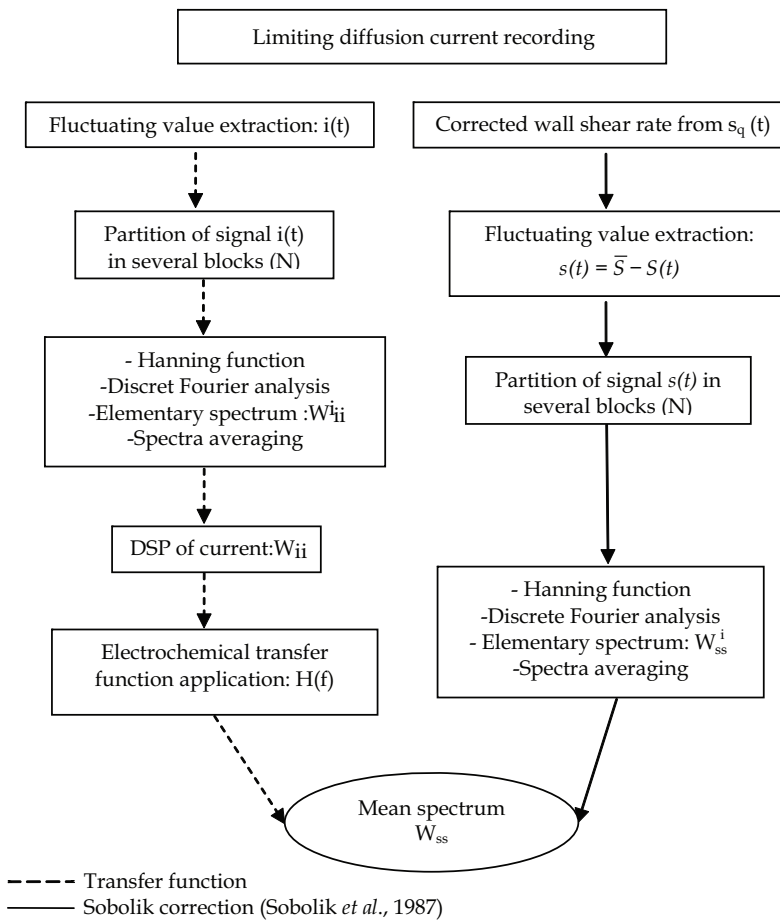 Limiting diffusion current recording
Fluctuating value extraction: i(t)
Partition of signal i(t)
in several blocks (N)
- Hanning function
-Discret Fourier analysis
-Elementary spectrum :Wⁱii
-Spectra averaging
DSP of current:Wii
Electrochemical transfer
function application: H(f)
Corrected wall shear rate from s_q (t)
Fluctuating value extraction:
s(t) = S̅ − S(t)
Partition of signal s(t) in
several blocks (N)
- Hanning function
-Discrete Fourier analysis
- Elementary spectrum: W_ss^i
-Spectra averaging
Mean spectrum
W_ss
Transfer function
Sobolik correction (Sobolik et al., 1987)